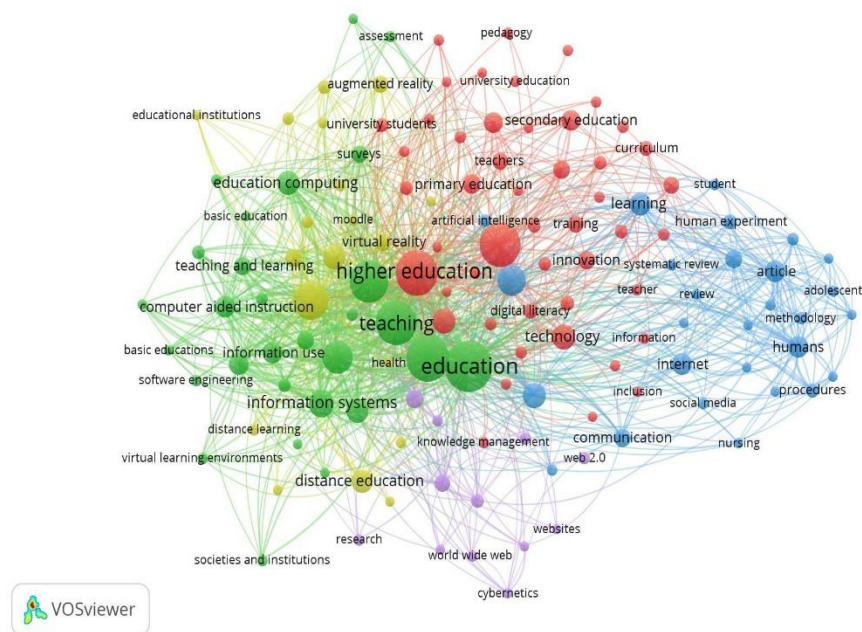 assessment
pedagogy
augmented reality
university education
educational institutions
university students
secondary education
surveys
teachers
curriculum
education computing
primary education
student
learning
basic education
moodle
artificial intelligence
training
human experiment
virtual reality
teaching and learning
higher education
innovation
systematic review
article
teacher
review
adolescent
computer aided instruction
digital literacy
methodology
teaching
technology
information
basic educations
information use
humans
health
education
internet
software engineering
inclusion
procedures
information systems
social media
distance learning
knowledge management
communication
nursing
virtual learning environments
web 2.0
distance education
websites
research
world wide web
societies and institutions
cybernetics
VOSviewer